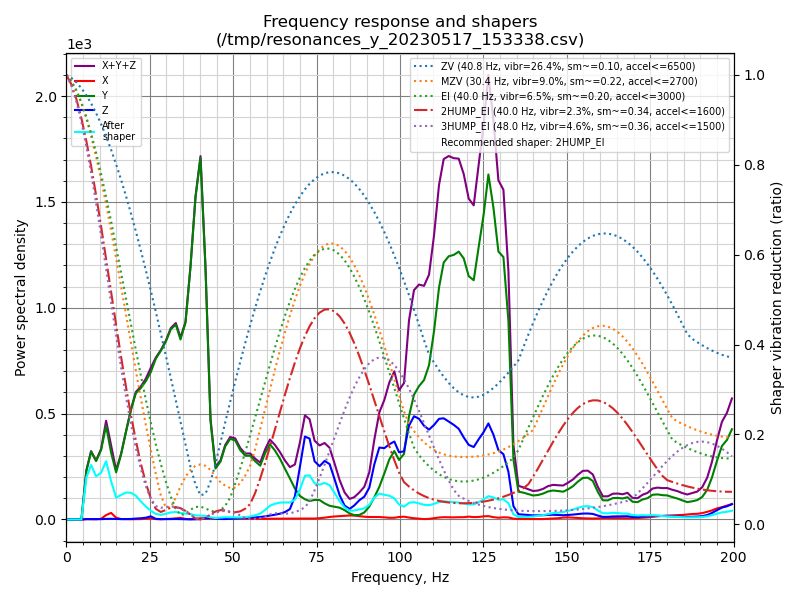 Frequency response and shapers
(/tmp/resonances_y_20230517_153338.csv)
1e3
X+Y+Z
X
Y
Z
After
shaper
ZV (40.8 Hz, vibr=26.4%, sm~=0.10, accel<=6500)
MZV (30.4 Hz, vibr=9.0%, sm~=0.22, accel<=2700)
EI (40.0 Hz, vibr=6.5%, sm~=0.20, accel<=3000)
2HUMP_EI (40.0 Hz, vibr=2.3%, sm~=0.34, accel<=1600)
3HUMP_EI (48.0 Hz, vibr=4.6%, sm~=0.36, accel<=1500)
Recommended shaper: 2HUMP_EI
Power spectral density
2.0
1.5
1.0
0.5
0.0
1.0
0.8
0.6
0.4
0.2
0.0
Shaper vibration reduction (ratio)
0 25 50 75 100 125 150 175 200
Frequency, Hz